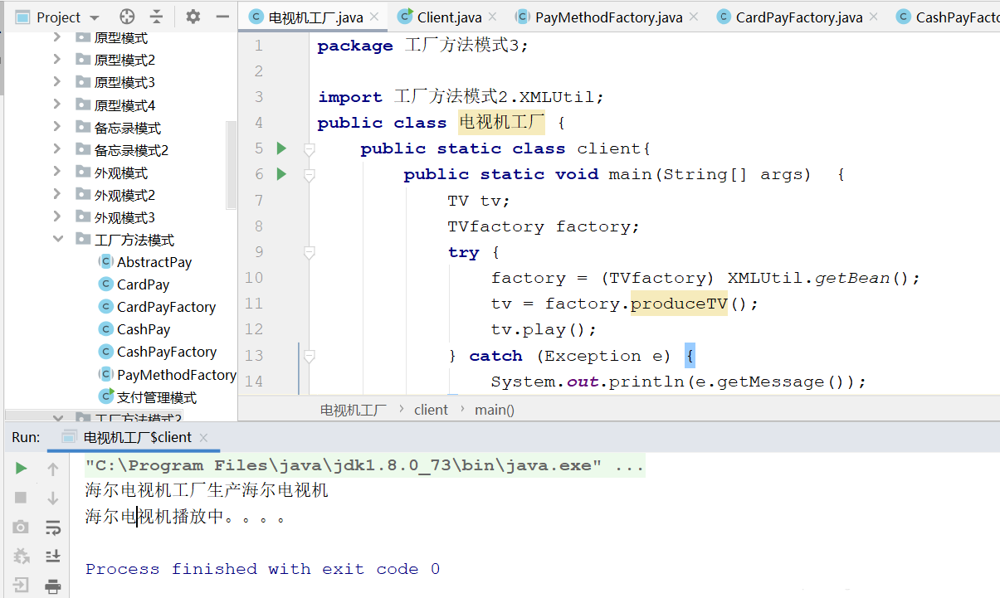 Project
电视机工厂.java
Client.java
PayMethodFactory.java
CardPayFactory.java
CashPayFacto
原型模式
原型模式2
原型模式3
原型模式4
备忘录模式
备忘录模式2
外观模式
外观模式2
外观模式3
工厂方法模式
AbstractPay
CardPay
CardPayFactory
CashPay
CashPayFactory
PayMethodFactory
支付管理模式
工厂方法模式2
1 package 工厂方法模式3;
2
3 import 工厂方法模式2.XMLUtil;
4 public class 电视机工厂 {
5 public static class client{
6 public static void main(String[] args) {
7 TV tv;
8 TVfactory factory;
9 try {
10 factory = (TVfactory) XMLUtil.getBean();
11 tv = factory.produceTV();
12 tv.play();
13 } catch (Exception e) {
14 System.out.println(e.getMessage());
电视机工厂 › client › main()
Run: 电视机工厂$client
"C:\Program Files\java\jdk1.8.0_73\bin\java.exe" ...
海尔电视机工厂生产海尔电视机
海尔电视机播放中。。。。
Process finished with exit code 0